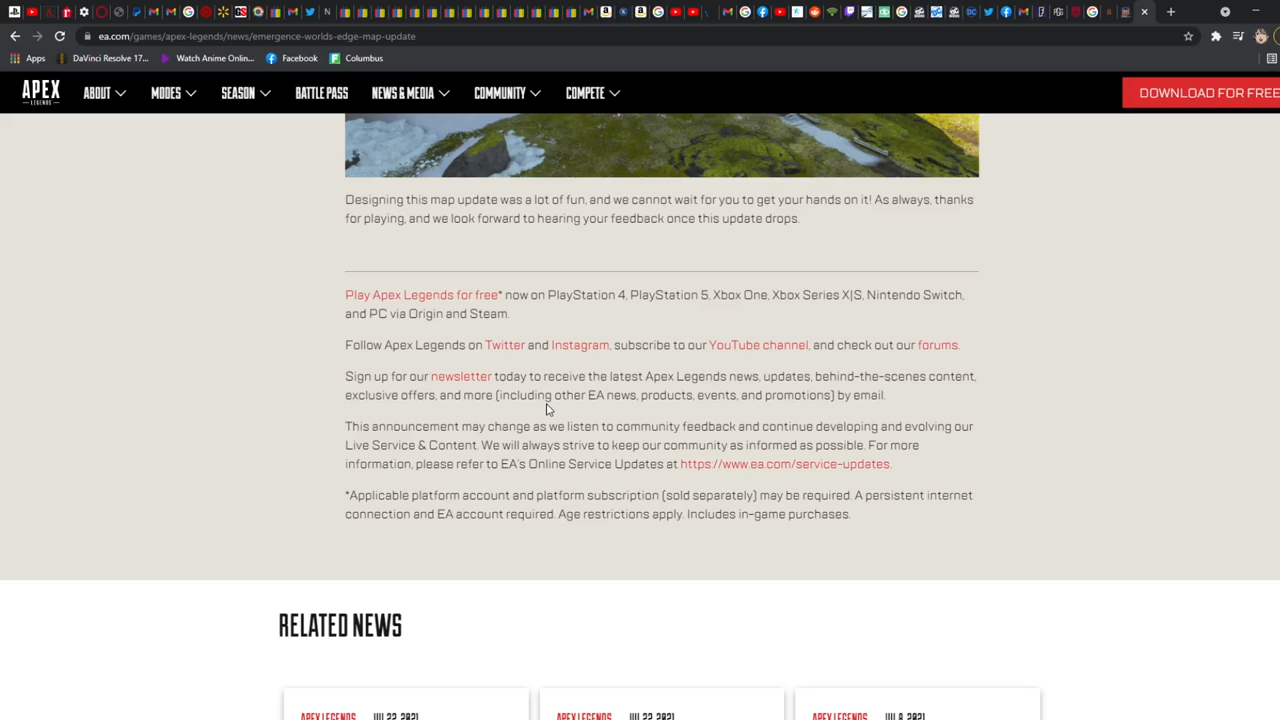 ea.com/games/apex-legends/news/emergence-worlds-edge-map-update
Apps
DaVinci Resolve 17...
Watch Anime Onlin...
Facebook
Columbus
APEX
LEGENDS
ABOUT
MODES
SEASON
BATTLE PASS
NEWS & MEDIA
COMMUNITY
COMPETE
DOWNLOAD FOR FREE
Designing this map update was a lot of fun, and we cannot wait for you to get your hands on it! As always, thanks
for playing, and we look forward to hearing your feedback once this update drops.
Play Apex Legends for free* now on PlayStation 4, PlayStation 5, Xbox One, Xbox Series X|S, Nintendo Switch,
and PC via Origin and Steam.
Follow Apex Legends on Twitter and Instagram, subscribe to our YouTube channel, and check out our forums.
Sign up for our newsletter today to receive the latest Apex Legends news, updates, behind-the-scenes content,
exclusive offers, and more (including other EA news, products, events, and promotions) by email.
This announcement may change as we listen to community feedback and continue developing and evolving our
Live Service & Content. We will always strive to keep our community as informed as possible. For more
information, please refer to EA's Online Service Updates at https://www.ea.com/service-updates.
*Applicable platform account and platform subscription (sold separately) may be required. A persistent internet
connection and EA account required. Age restrictions apply. Includes in-game purchases.
RELATED NEWS
APEX LEGENDS JUL 22, 2021
APEX LEGENDS JUL 22, 2021
APEX LEGENDS JUL 8, 2021